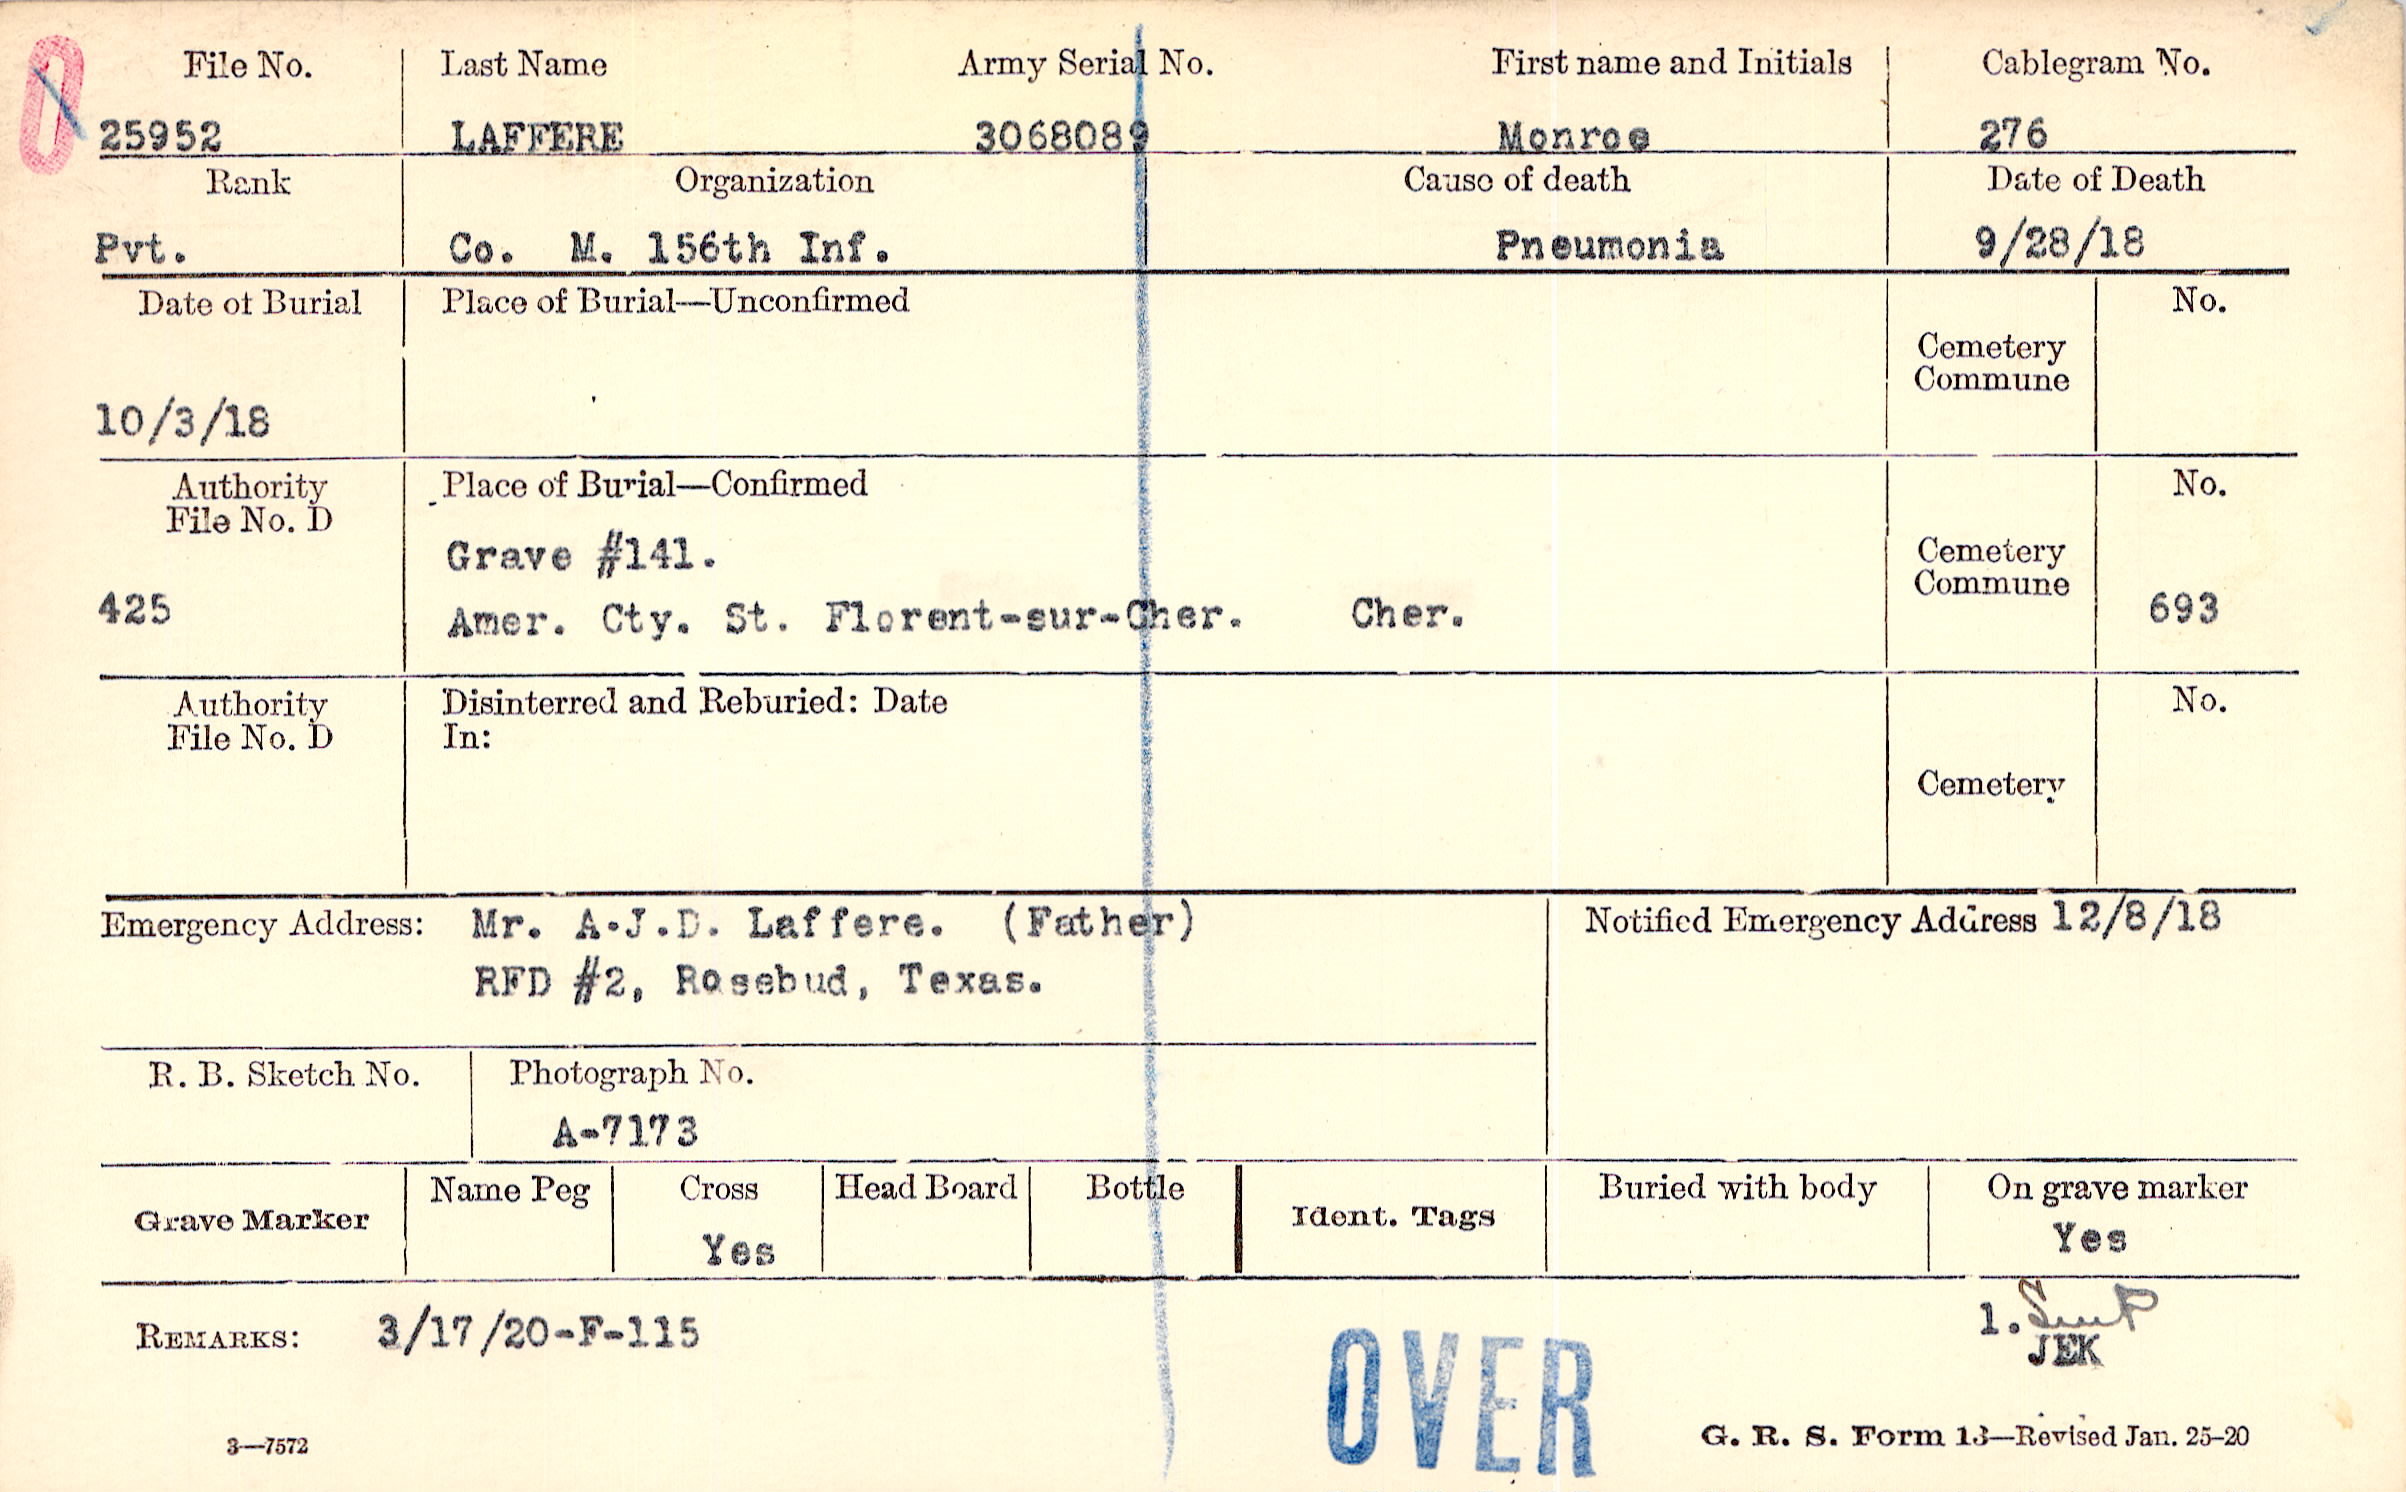 0
File No. Last Name Army Serial No. First name and Initials Cablegram No.
25952 LAFFERE 3068089 Monroe 276
Rank Organization Cause of death Date of Death
Pvt. Co. M. 156th Inf. Pneumonia 9/28/18
Date of Burial Place of Burial—Unconfirmed No.
Cemetery
Commune
10/3/18
Authority Place of Burial—Confirmed No.
File No. D
Grave #141.
Cemetery
Commune
425 Amer. Cty. St. Florent-sur-Cher. Cher. 693
Authority Disinterred and Reburied: Date No.
File No. D In:
Cemetery
Emergency Address: Mr. A.J.D. Laffere. (Father) Notified Emergency Address 12/8/18
RFD #2, Rosebud, Texas.
R. B. Sketch No. Photograph No.
A-7173
Name Peg Cross Head Board Bottle Buried with body On grave marker
Grave Marker Ident. Tags
Yes Yes
1.
REMARKS: 3/17/20-F-115
JEK
OVER
3—7572 G. R. S. Form 13—Revised Jan. 25-20